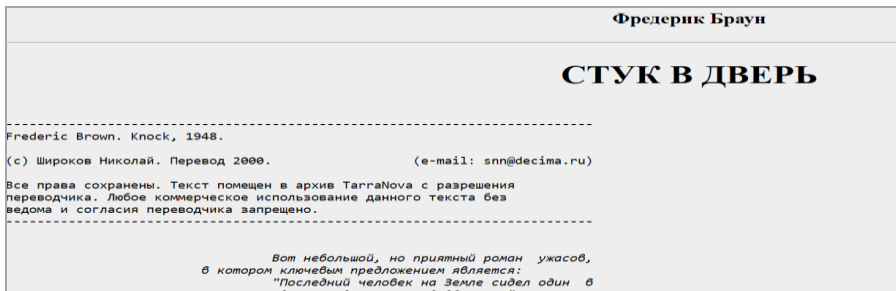 Фредерик Браун
СТУК В ДВЕРЬ
--------------------------------------------------------------------------
Frederic Brown. Knock, 1948.
(c) Широков Николай. Перевод 2000. (e-mail: snn@decima.ru)
Все права сохранены. Текст помещен в архив TarraNova с разрешения
переводчика. Любое коммерческое использование данного текста без
ведома и согласия переводчика запрещено.
--------------------------------------------------------------------------
Вот небольшой, но приятный роман ужасов,
в котором ключевым предложением является:
"Последний человек на Земле сидел один в